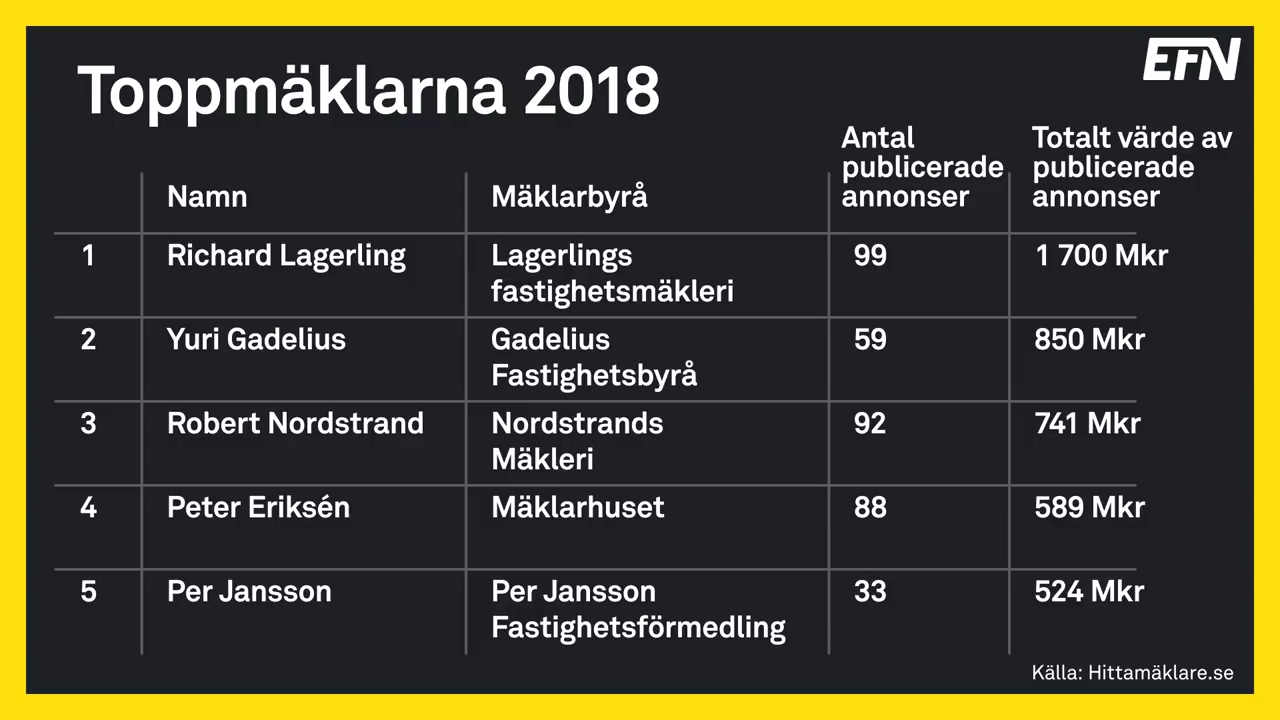 EFN
Toppmäklarna 2018
Namn
Mäklarbyrå
Antal
publicerade
annonser
Totalt värde av
publicerade
annonser
1 Richard Lagerling Lagerlings 99 1 700 Mkr
fastighetsmäkleri
2 Yuri Gadelius Gadelius 59 850 Mkr
Fastighetsbyrå
3 Robert Nordstrand Nordstrands 92 741 Mkr
Mäkleri
4 Peter Eriksén Mäklarhuset 88 589 Mkr
5 Per Jansson Per Jansson 33 524 Mkr
Fastighetsförmedling
Källa: Hittamäklare.se